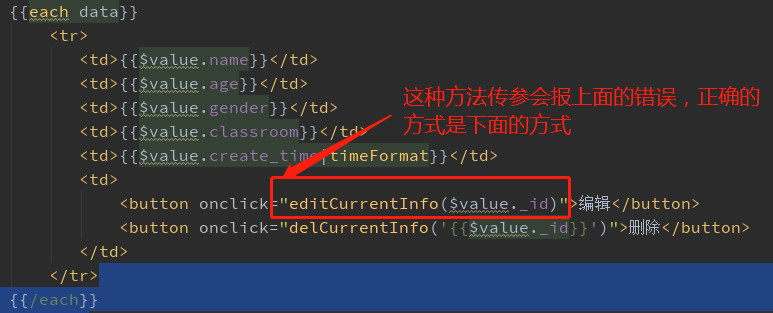 {{each data}}
<tr>
<td>{{$value.name}}</td>
<td>{{$value.age}}</td>
<td>{{$value.gender}}</td>
<td>{{$value.classroom}}</td>
<td>{{$value.create_time|timeFormat}}</td>
<td>
<button onclick="editCurrentInfo($value._id)">编辑</button>
<button onclick="delCurrentInfo('{{$value._id}}')">删除</button>
</td>
</tr>
{{/each}}
这种方法传参会报上面的错误，正确的
方式是下面的方式